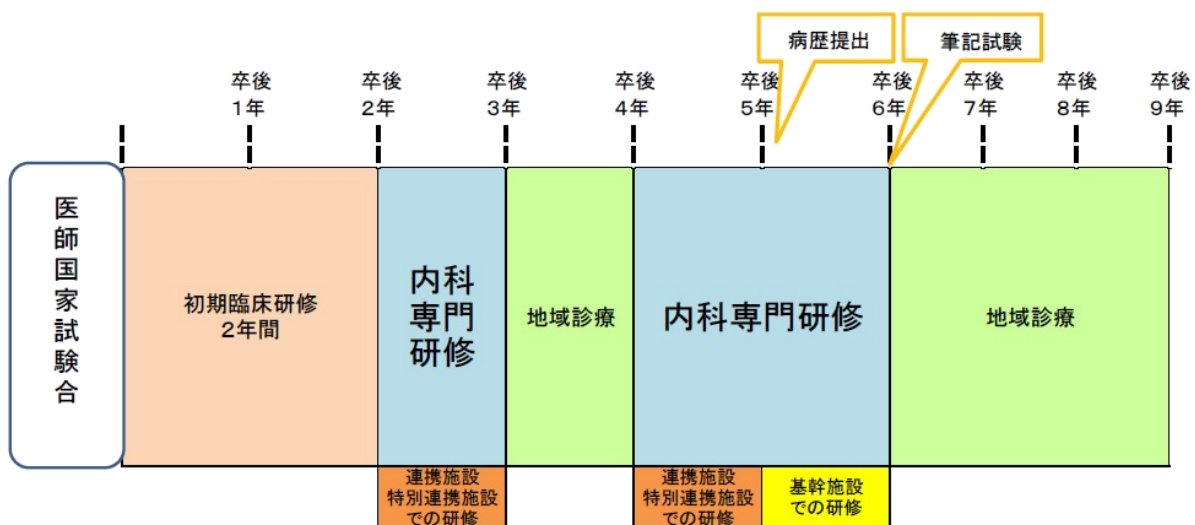 病歴提出
筆記試験
卒後
1年
卒後
2年
卒後
3年
卒後
4年
卒後
5年
卒後
6年
卒後
7年
卒後
8年
卒後
9年
医師国家試験合
初期臨床研修
2年間
内科
専門
研修
地域診療
内科専門研修
地域診療
連携施設
特別連携施設
での研修
連携施設
特別連携施設
での研修
基幹施設
での研修